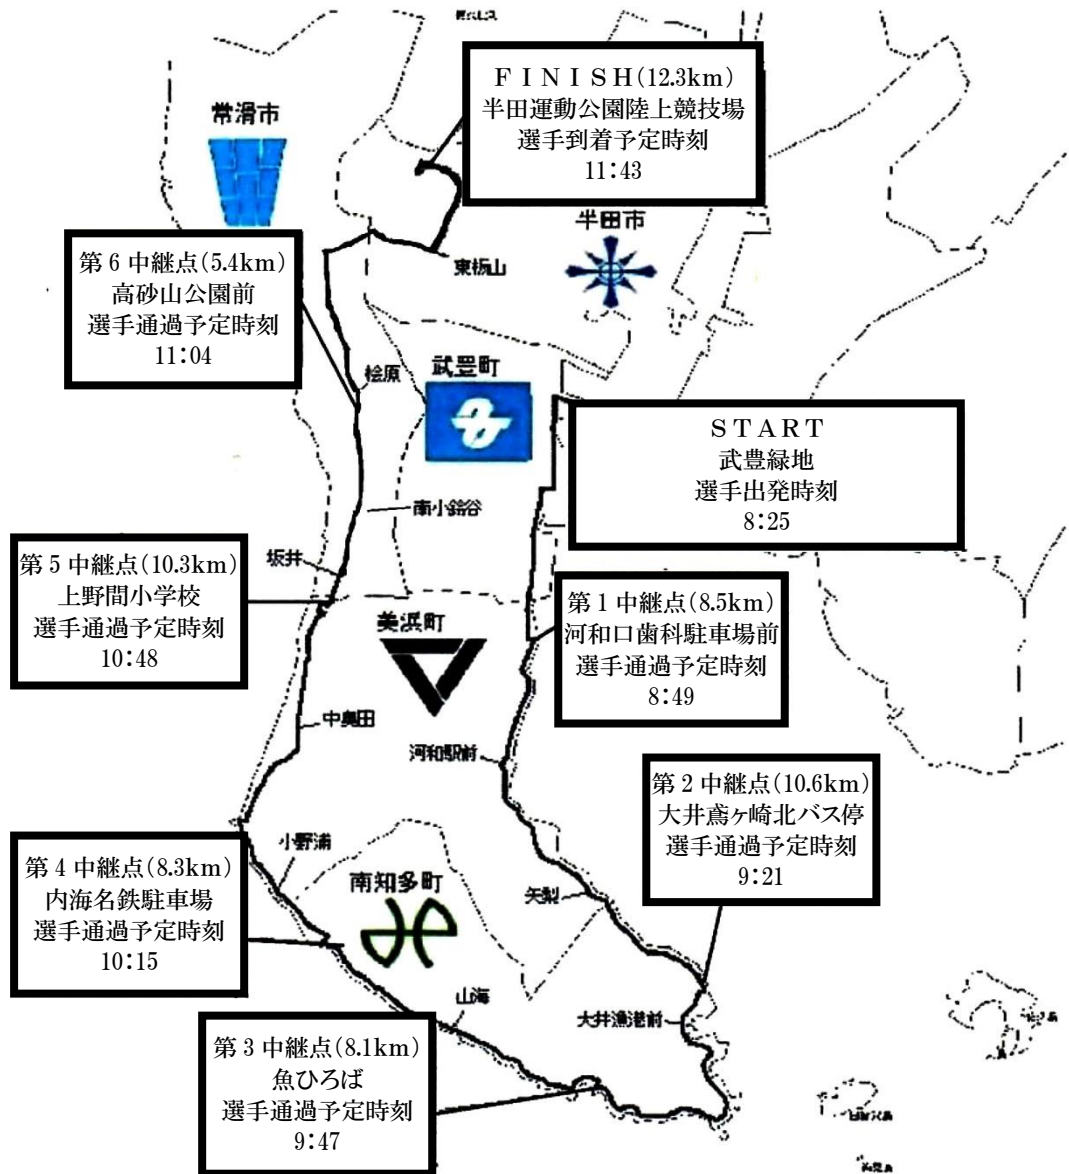 FINISH(12.3km)
半田運動公園陸上競技場
選手到着予定時刻
11:43
常滑市
半田市
第6中継点(5.4km)
高砂山公園前
選手通過予定時刻
11:04
東栃山
桧原
武豊町
START
武豊緑地
選手出発時刻
8:25
南小鈴谷
第5中継点(10.3km)
上野間小学校
選手通過予定時刻
10:48
坂井
美浜町
第1中継点(8.5km)
河和口歯科駐車場前
選手通過予定時刻
8:49
中奥田
河和駅前
第2中継点(10.6km)
大井鳶ヶ崎北バス停
選手通過予定時刻
9:21
第4中継点(8.3km)
内海名鉄駐車場
選手通過予定時刻
10:15
小野浦
南知多町
矢梨
山海
大井漁港前
第3中継点(8.1km)
魚ひろば
選手通過予定時刻
9:47